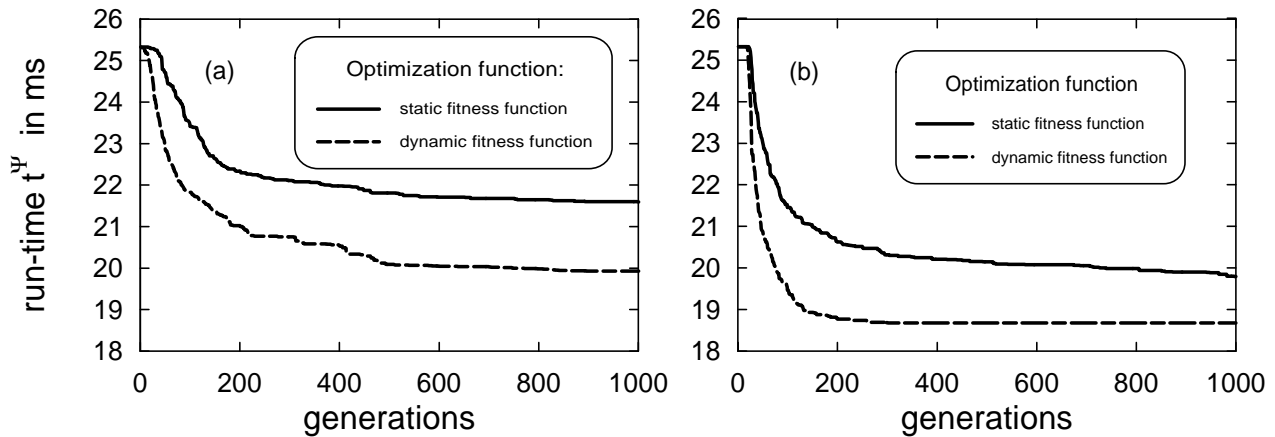 run-time t^Ψ in ms
26
25
24
23
22
21
20
19
18
(a)
Optimization function:
static fitness function
dynamic fitness function
0 200 400 600 800 1000
generations
26
25
24
23
22
21
20
19
18
(b)
Optimization function
static fitness function
dynamic fitness function
0 200 400 600 800 1000
generations